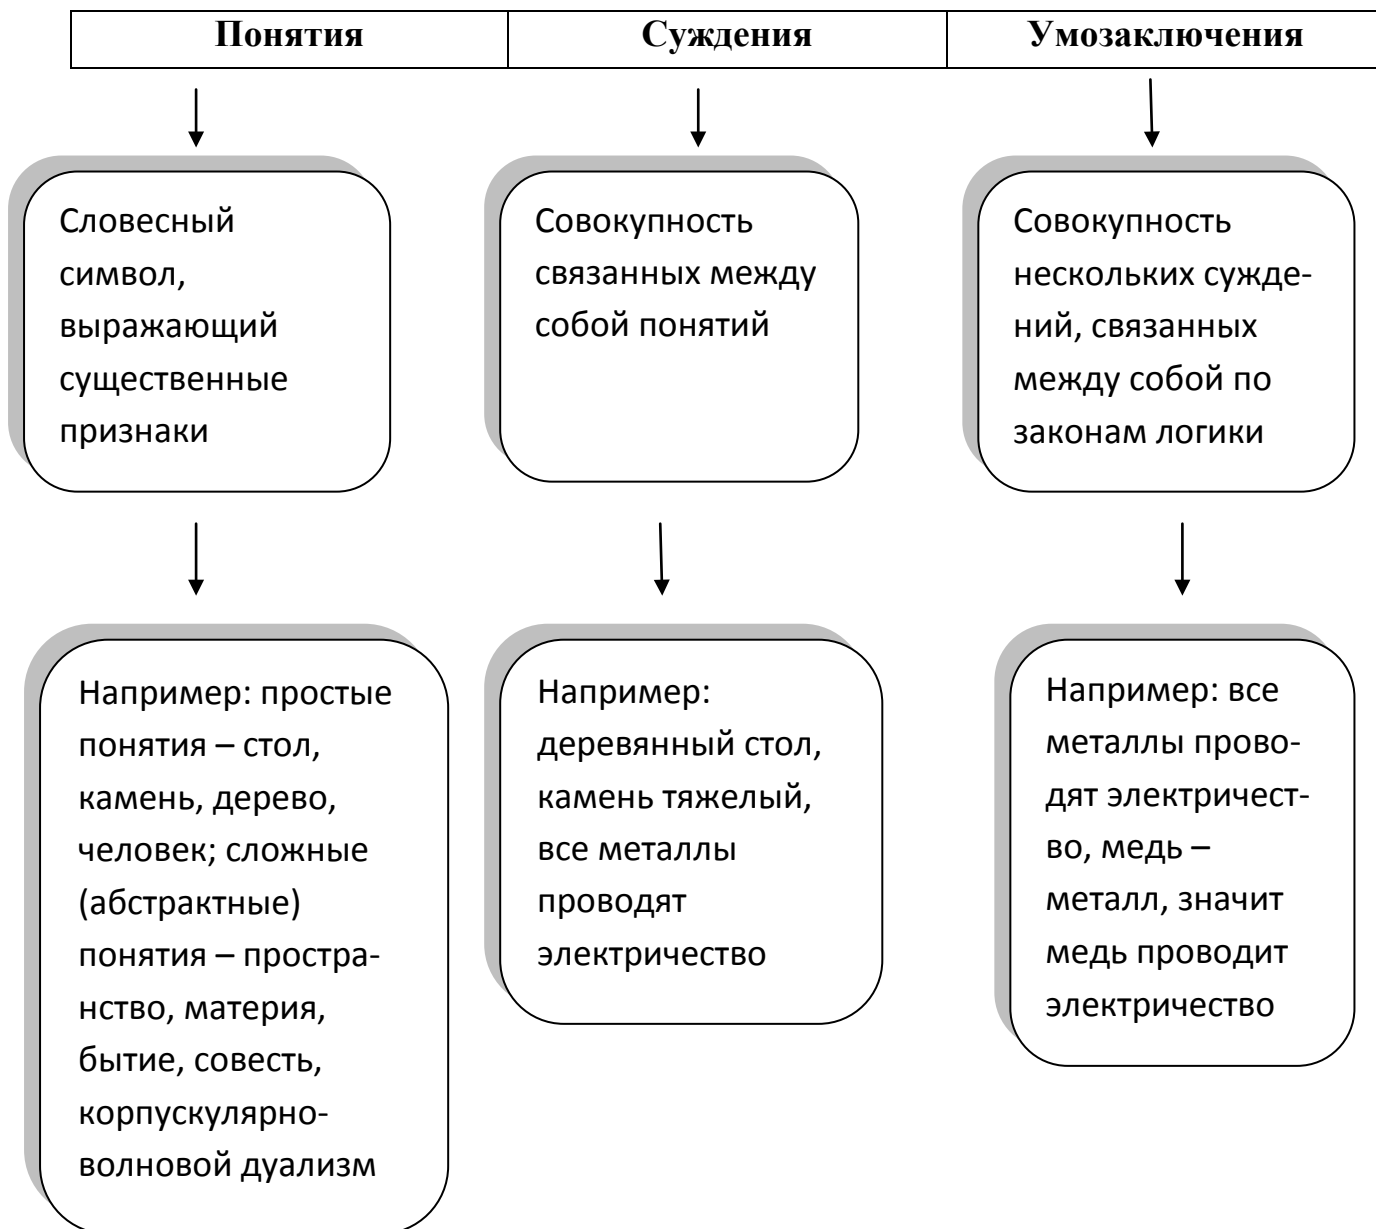 Понятия
Суждения
Умозаключения
Словесный
символ,
выражающий
существенные
признаки
Совокупность
связанных между
собой понятий
Совокупность
нескольких сужде-
ний, связанных
между собой по
законам логики
Например: простые
понятия – стол,
камень, дерево,
человек; сложные
(абстрактные)
понятия – простра-
нство, материя,
бытие, совесть,
корпускулярно-
волновой дуализм
Например:
деревянный стол,
камень тяжелый,
все металлы
проводят
электричество
Например: все
металлы прово-
дят электричест-
во, медь –
металл, значит
медь проводит
электричество